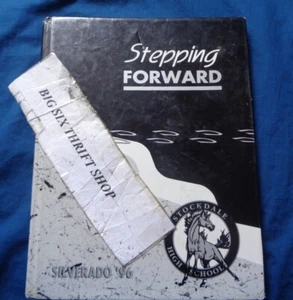 Stepping
FORWARD
BIG SIX THRIFT SHOP
STOCKDALE
HIGH SCHOOL
SILVERADO '96